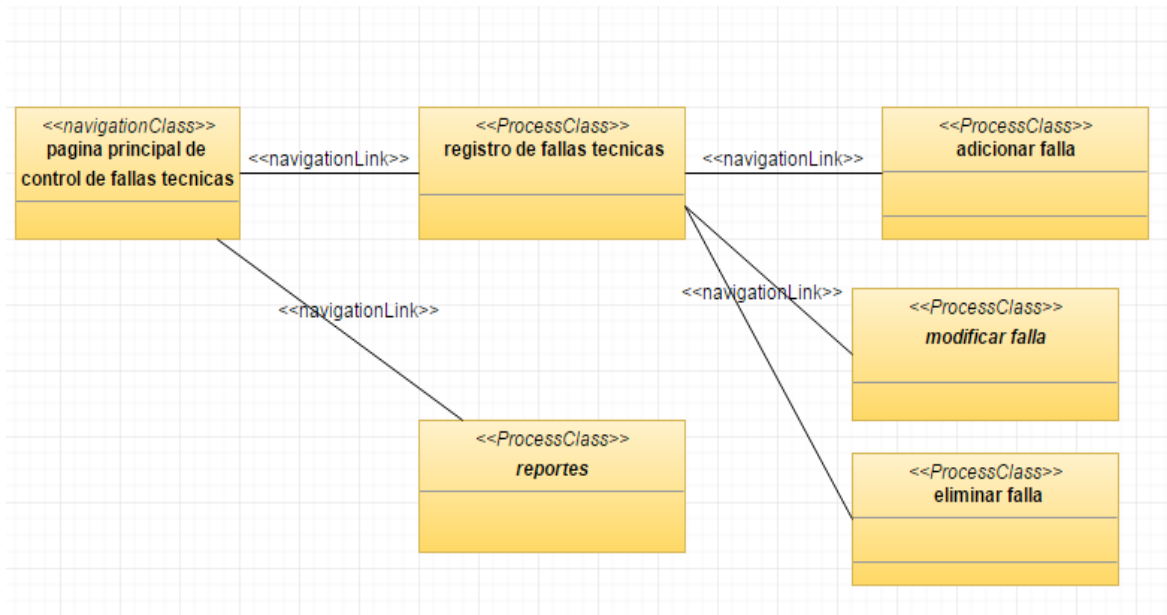 <<navigationClass>>
pagina principal de
control de fallas tecnicas
<<navigationLink>>
<<ProcessClass>>
registro de fallas tecnicas
<<navigationLink>>
<<ProcessClass>>
adicionar falla
<<navigationLink>>
<<navigationLink>>
<<ProcessClass>>
modificar falla
<<ProcessClass>>
reportes
<<ProcessClass>>
eliminar falla